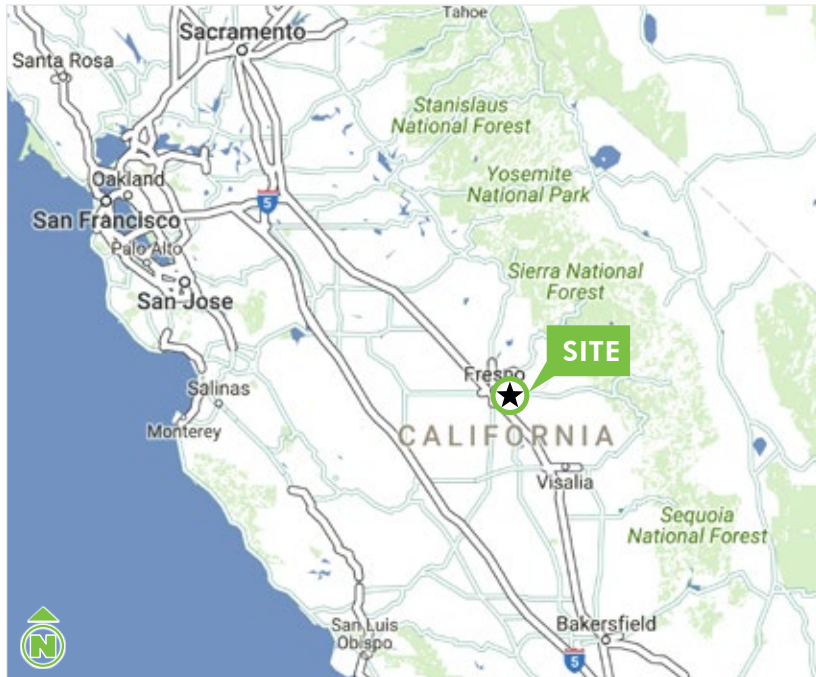 Tahoe
Sacramento
Santa Rosa
Stanislaus
National Forest
Yosemite
National Park
Oakland
5
San Francisco
Palo Alto
Sierra National
Forest
San Jose
SITE
Fresno
Salinas
Monterey
CALIFORNIA
Visalia
Sequoia
National Forest
San Luis
Obispo
Bakersfield
5
N